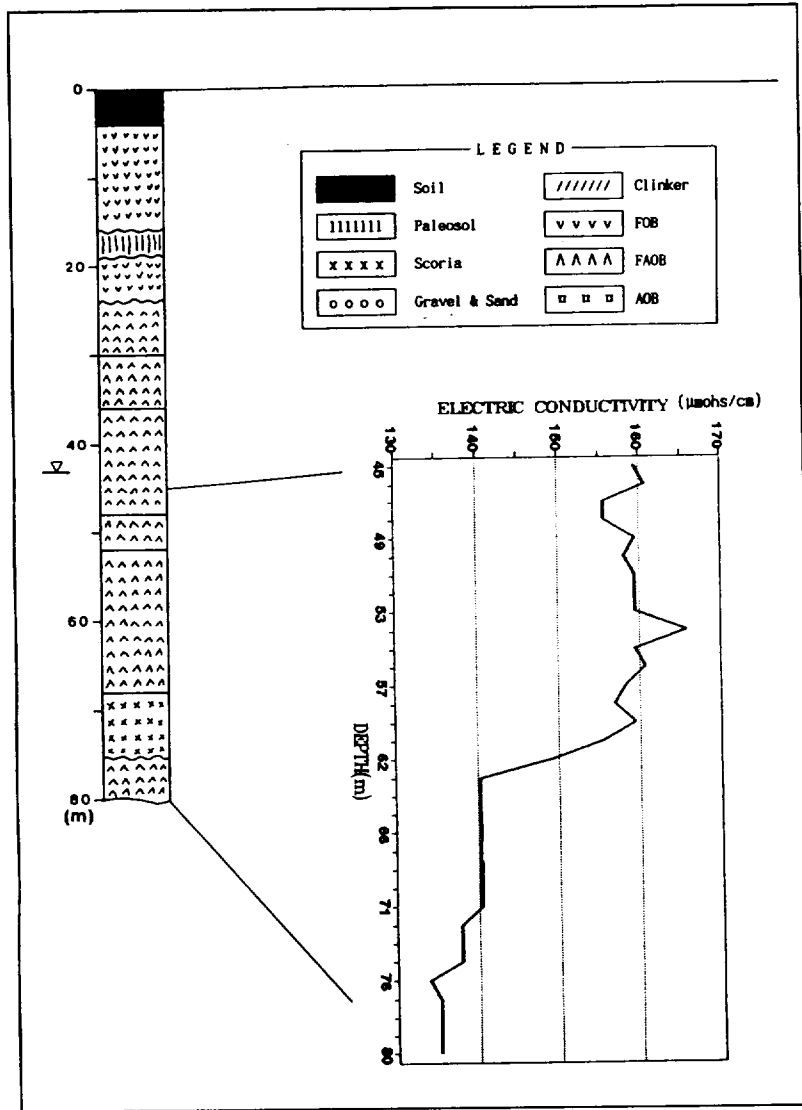 0
20
40
60
80
(m)
LEGEND
Soil
Clinker
Paleosol
FOB
Scoria
FAOB
Gravel & Sand
AOB
ELECTRIC CONDUCTIVITY (μmohs/cm)
130 140 150 160 170
45
49
53
57
62
66
71
76
80
DEPTH(m)